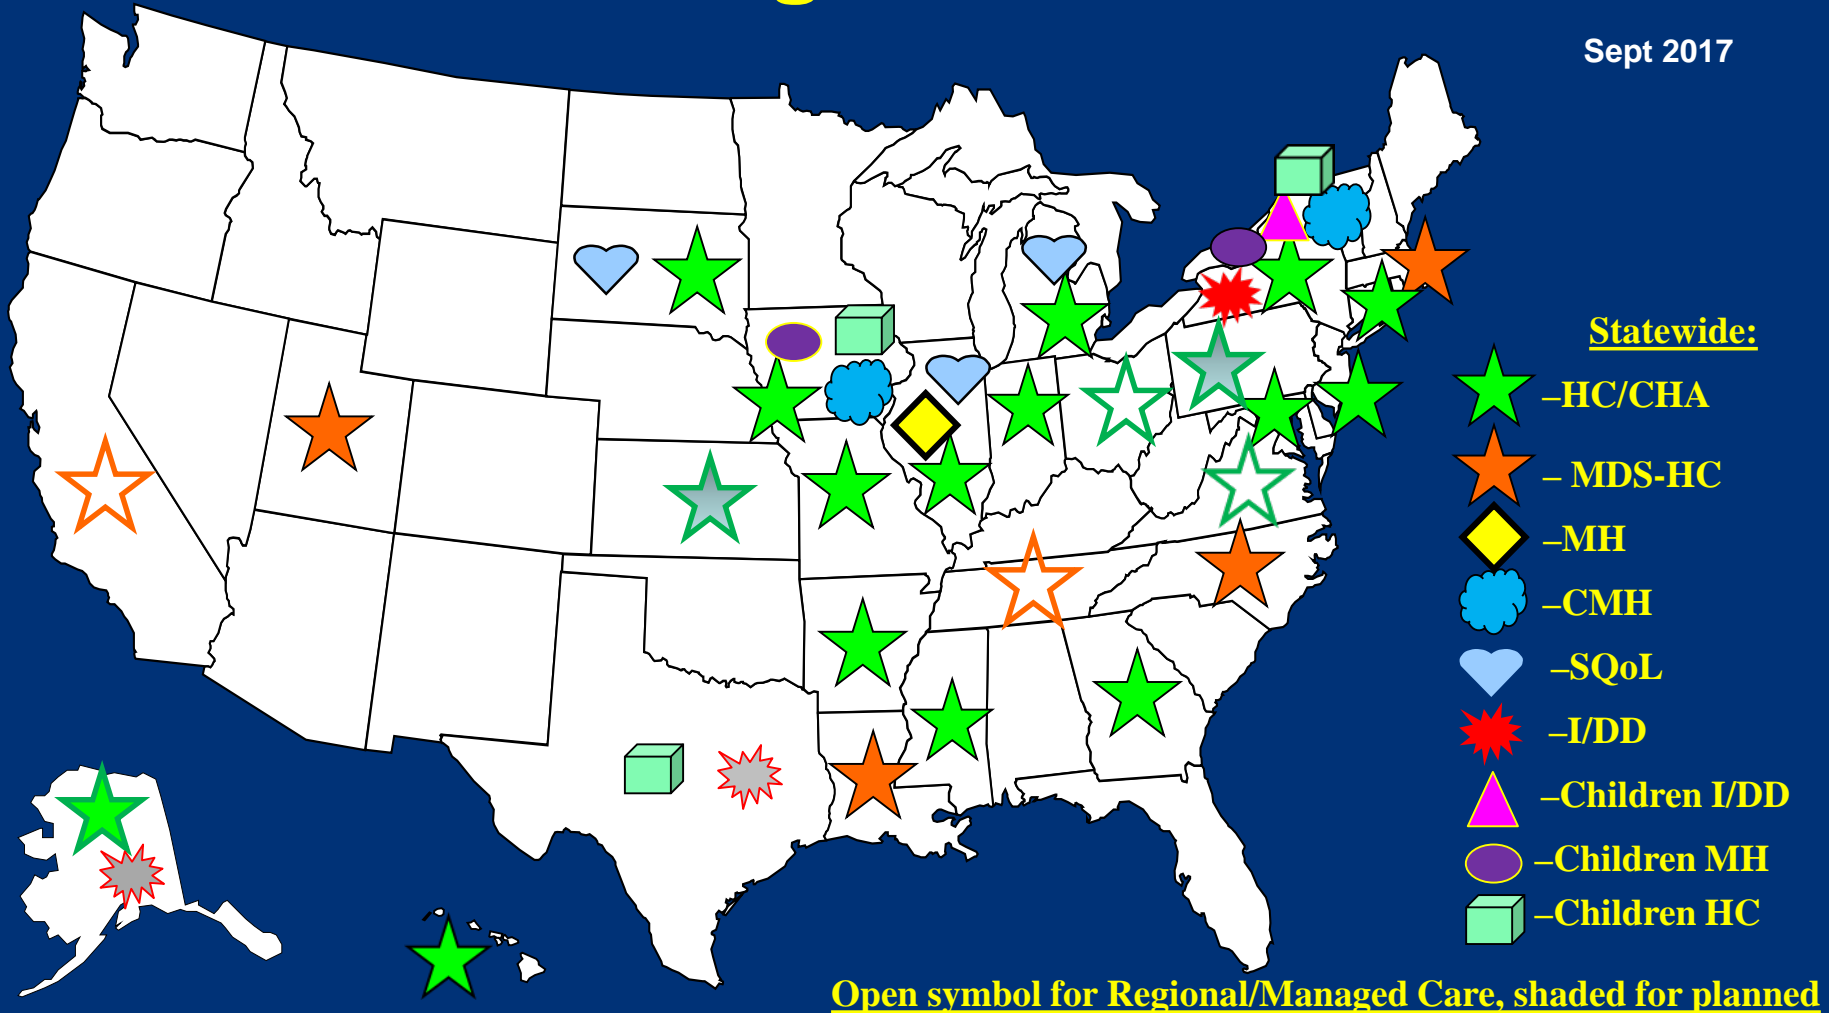 Sept 2017
Statewide:
–HC/CHA
– MDS-HC
–MH
–CMH
–SQoL
–I/DD
–Children I/DD
–Children MH
–Children HC
Open symbol for Regional/Managed Care, shaded for planned